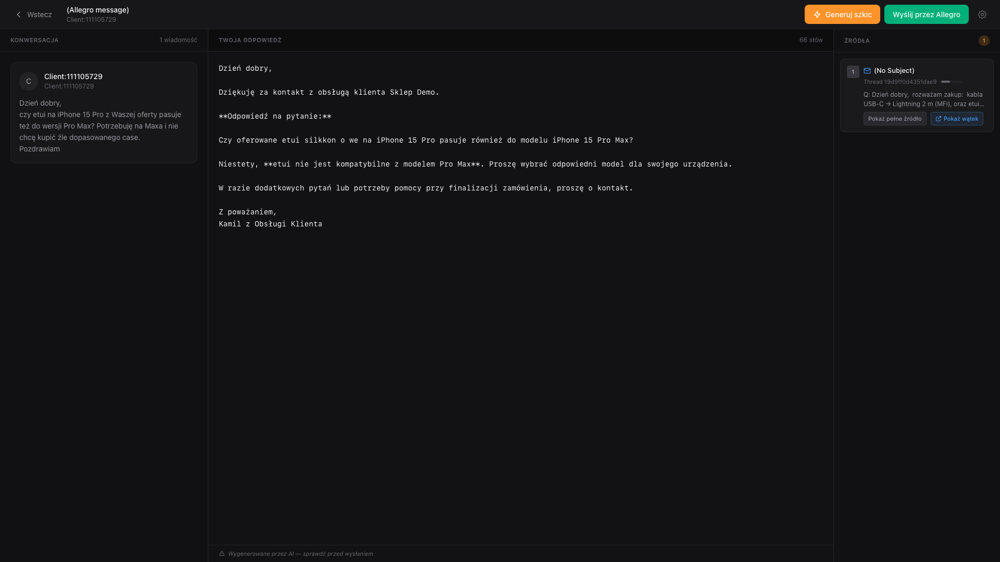 Wstecz
(Allegro message)
Client:111105729
Generuj szkic
Wyślij przez Allegro
KONWERSACJA
1 wiadomość
C
Client:111105729
Client:111105729
Dzień dobry,
czy etui na iPhone 15 Pro z Waszej oferty pasuje
też do wersji Pro Max? Potrzebuję na Maxa i nie
chcę kupić źle dopasowanego case.
Pozdrawiam
TWOJA ODPOWIEDŹ
66 słów
Dzień dobry,
Dziękuję za kontakt z obsługą klienta Sklep Demo.
**Odpowiedź na pytanie:**
Czy oferowane etui silkkon o we na iPhone 15 Pro pasuje również do modelu iPhone 15 Pro Max?
Niestety, **etui nie jest kompatybilne z modelem Pro Max**. Proszę wybrać odpowiedni model dla swojego urządzenia.
W razie dodatkowych pytań lub potrzeby pomocy przy finalizacji zamówienia, proszę o kontakt.
Z poważaniem,
Kamil z Obsługi Klienta
Wygenerowane przez AI — sprawdź przed wysłaniem
ŹRÓDŁA
1
1
(No Subject)
Thread 19d9ff0d4351dae9
Q: Dzień dobry, rozważam zakup: kabla
USB-C → Lightning 2 m (MFi), oraz etui...
Pokaż pełne źródło
Pokaż wątek